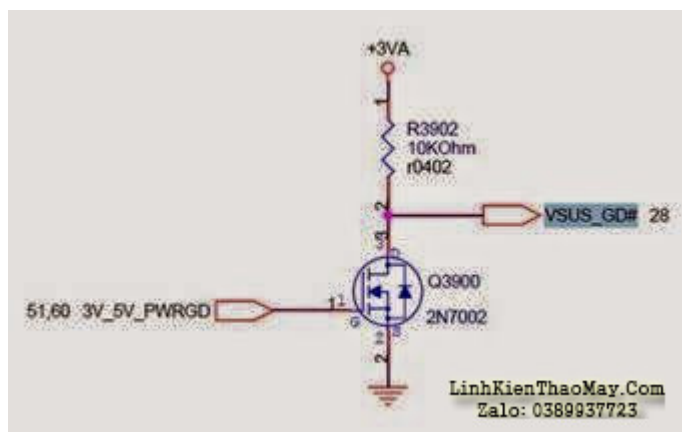 +3VA
1
R3902
10KOhm
r0402
2
VSUS_GD# 28
3
D
Q3900
51,60 3V_5V_PWRGD
1
G
2N7002
S
2
LinhKienThaoMay.Com
Zalo: 0389937723